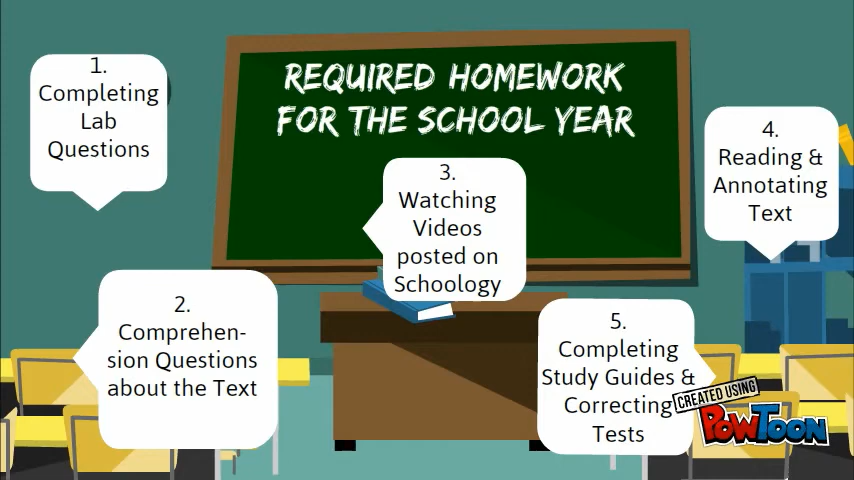 REQUIRED HOMEWORK
FOR THE SCHOOL YEAR
1.
Completing
Lab
Questions
2.
Comprehen-
sion Questions
about the Text
3.
Watching
Videos
posted on
Schoology
4.
Reading &
Annotating
Text
5.
Completing
Study Guides &
Correcting
Tests
CREATED USING
POWTOON